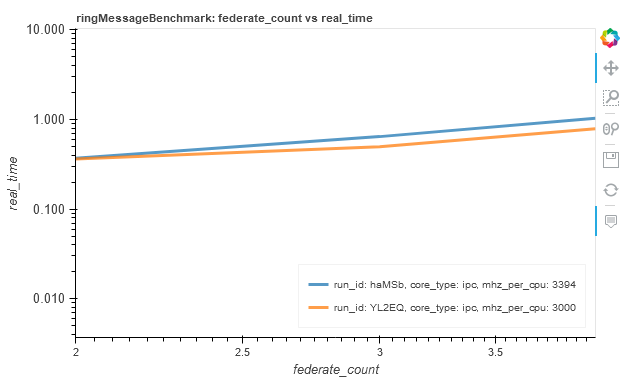 ringMessageBenchmark: federate_count vs real_time
10.000
1.000
0.100
0.010
real_time
run_id: haMSb, core_type: ipc, mhz_per_cpu: 3394
run_id: YL2EQ, core_type: ipc, mhz_per_cpu: 3000
2
2.5
3
3.5
federate_count